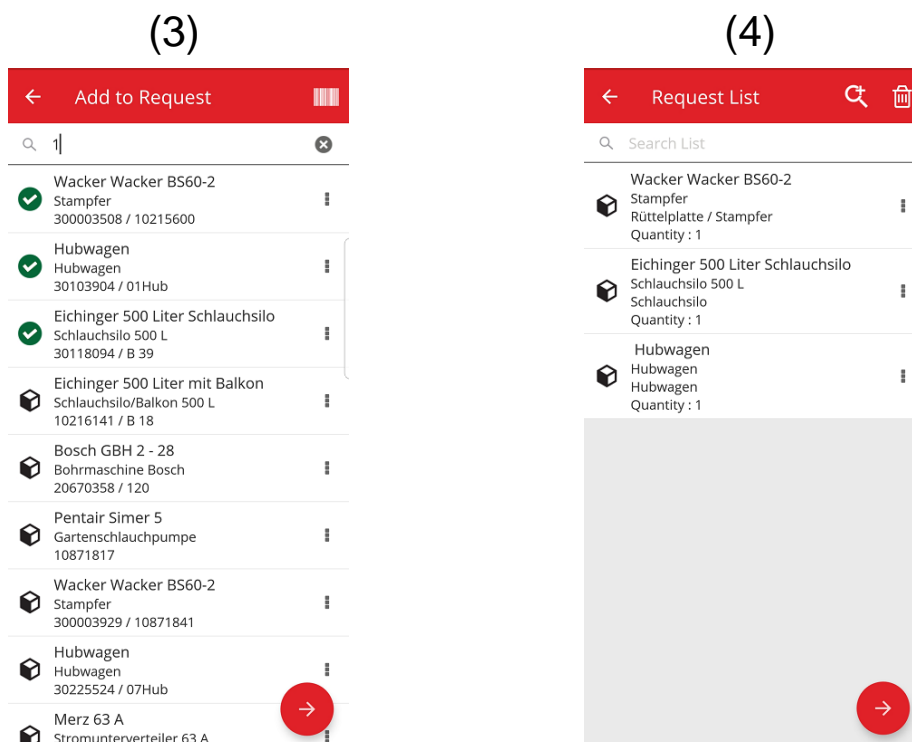 (3)
Add to Request
1
Wacker Wacker BS60-2
Stampfer
300003508 / 10215600
Hubwagen
Hubwagen
30103904 / 01Hub
Eichinger 500 Liter Schlauchsilo
Schlauchsilo 500 L
30118094 / B 39
Eichinger 500 Liter mit Balkon
Schlauchsilo/Balkon 500 L
10216141 / B 18
Bosch GBH 2 - 28
Bohrmaschine Bosch
20670358 / 120
Pentair Simer 5
Gartenschlauchpumpe
10871817
Wacker Wacker BS60-2
Stampfer
300003929 / 10871841
Hubwagen
Hubwagen
30225524 / 07Hub
Merz 63 A
Stromunterverteiler 63 A
(4)
Request List
Search List
Wacker Wacker BS60-2
Stampfer
Rüttelplatte / Stampfer
Quantity : 1
Eichinger 500 Liter Schlauchsilo
Schlauchsilo 500 L
Schlauchsilo
Quantity : 1
Hubwagen
Hubwagen
Hubwagen
Quantity : 1